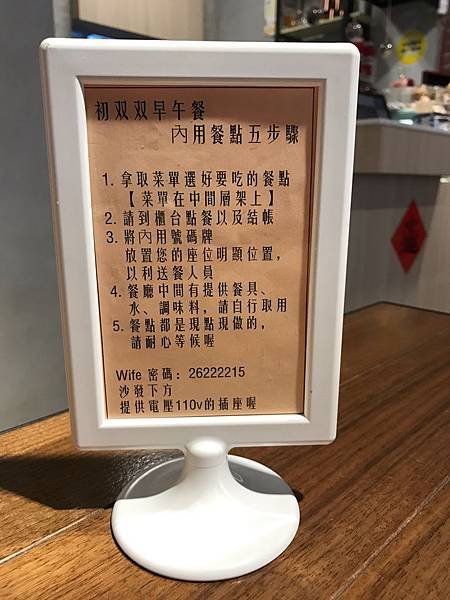 初双双早午餐
內用餐點五步驟
1. 拿取菜單選好要吃的餐點
【菜單在中間層架上】
2. 請到櫃台點餐以及結帳
3. 將內用號碼牌
放置您的座位明顯位置，
以利送餐人員
4. 餐廳中間有提供餐具、
水、調味料，請自行取用
5. 餐點都是現點現做的，
請耐心等候喔
Wife 密碼：26222215
沙發下方
提供電壓110v的插座喔